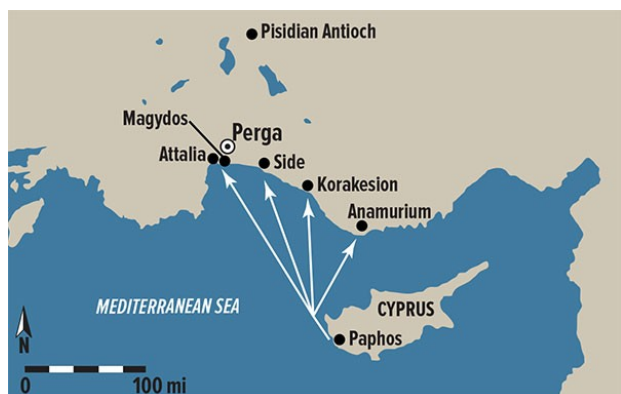 Pisidian Antioch
Magydos
Perga
Attalia
Side
Korakesion
Anamurium
MEDITERRANEAN SEA
CYPRUS
Paphos
N
0 100 mi